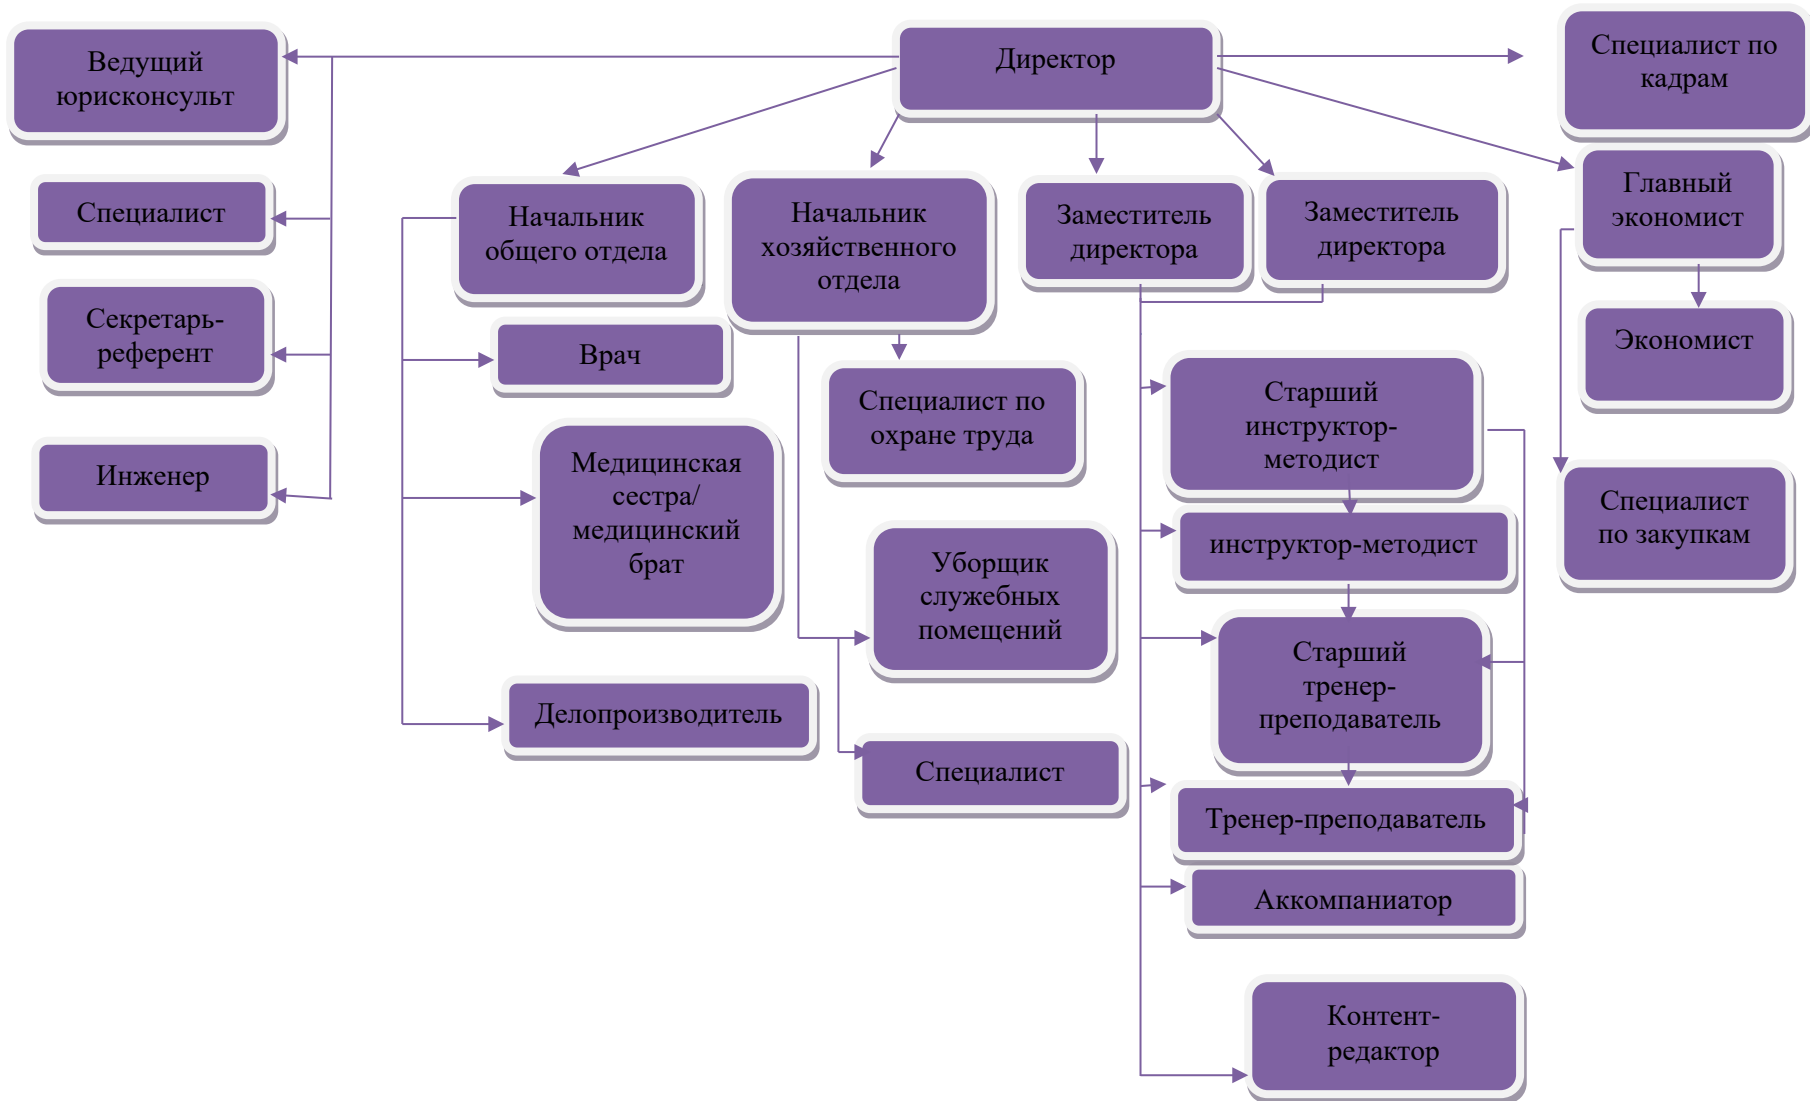 Директор
Ведущий
юрисконсульт
Специалист по
кадрам
Специалист
Начальник
общего отдела
Начальник
хозяйственного
отдела
Заместитель
директора
Заместитель
директора
Главный
экономист
Секретарь-
референт
Врач
Экономист
Специалист по
охране труда
Старший
инструктор-
методист
Инженер
Медицинская
сестра/
медицинский
брат
Специалист
по закупкам
инструктор-методист
Уборщик
служебных
помещений
Старший
тренер-
преподаватель
Делопроизводитель
Специалист
Тренер-преподаватель
Аккомпаниатор
Контент-
редактор